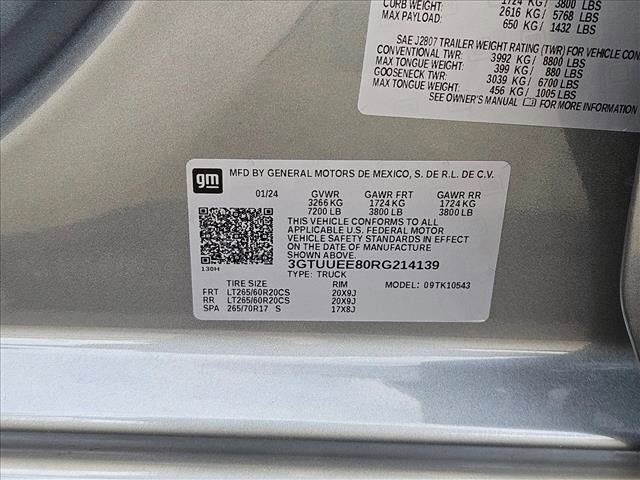 1724 KG / 3800 LBS
CURB WEIGHT: 2616 KG / 5768 LBS
MAX PAYLOAD: 650 KG / 1432 LBS
SAE J2807 TRAILER WEIGHT RATING (TWR) FOR VEHICLE
CONVENTIONAL TWR: 3992 KG / 8800 LBS
MAX TONGUE WEIGHT: 399 KG / 880 LBS
GOOSENECK TWR: 3039 KG / 6700 LBS
MAX TONGUE WEIGHT: 456 KG / 1005 LBS
SEE OWNER'S MANUAL FOR MORE INFORMATION
gm MFD BY GENERAL MOTORS DE MEXICO, S. DE R.L. DE C.V.
01/24 GVWR GAWR FRT GAWR RR
3266 KG 1724 KG 1724 KG
7200 LB 3800 LB 3800 LB
THIS VEHICLE CONFORMS TO ALL
APPLICABLE U.S. FEDERAL MOTOR
VEHICLE SAFETY STANDARDS IN EFFECT
ON THE DATE OF MANUFACTURE
SHOWN ABOVE.
130H 3GTUUEE80RG214139
TYPE: TRUCK
TIRE SIZE RIM MODEL: 09TK10543
FRT LT265/60R20CS 20X9J
RR LT265/60R20CS 20X9J
SPA 265/70R17 S 17X8J